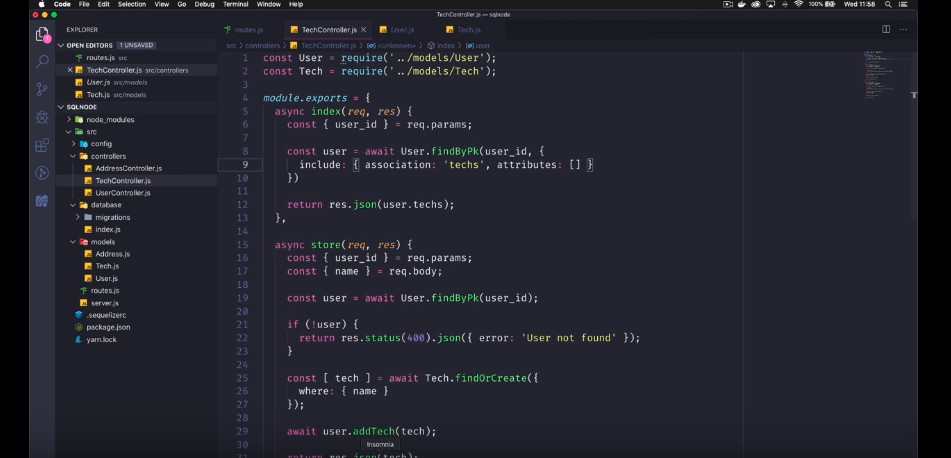 Code File Edit Selection View Go Debug Terminal Window Help 100% Wed 11:58
TechController.js — sqlnode
EXPLORER
OPEN EDITORS 1 UNSAVED
routes.js src
TechController.js src/controllers
User.js src/models
Tech.js src/models
SQLNODE
node_modules
src
config
controllers
AddressController.js
TechController.js
UserController.js
database
migrations
index.js
models
Address.js
Tech.js
User.js
routes.js
server.js
.sequelizerc
package.json
yarn.lock
routes.js TechController.js User.js Tech.js
src > controllers > TechController.js > <unknown> > index > user
1 const User = require('../models/User');
2 const Tech = require('../models/Tech');
3
4 module.exports = {
5 async index(req, res) {
6 const { user_id } = req.params;
7
8 const user = await User.findByPk(user_id, {
9 include: { association: 'techs', attributes: [] }
10 })
11
12 return res.json(user.techs);
13 },
14
15 async store(req, res) {
16 const { user_id } = req.params;
17 const { name } = req.body;
18
19 const user = await User.findByPk(user_id);
20
21 if (!user) {
22 return res.status(400).json({ error: 'User not found' });
23 }
24
25 const [ tech ] = await Tech.findOrCreate({
26 where: { name }
27 });
28
29 await user.addTech(tech);
30
Insomnia
31 return res.json(tech);